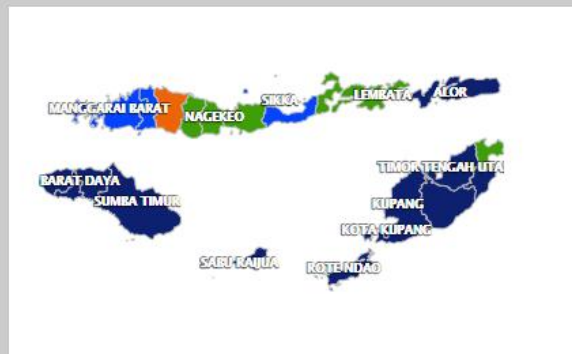 MANGGARAI BARAT
NAGEKEO
SIKKA
LEMBATA
ALOR
BARAT DAYA
SUMBA TIMUR
TIMOR TENGAH UTA
KUPANG
KOTA KUPANG
SABU RAIJUA
ROTE NDAO